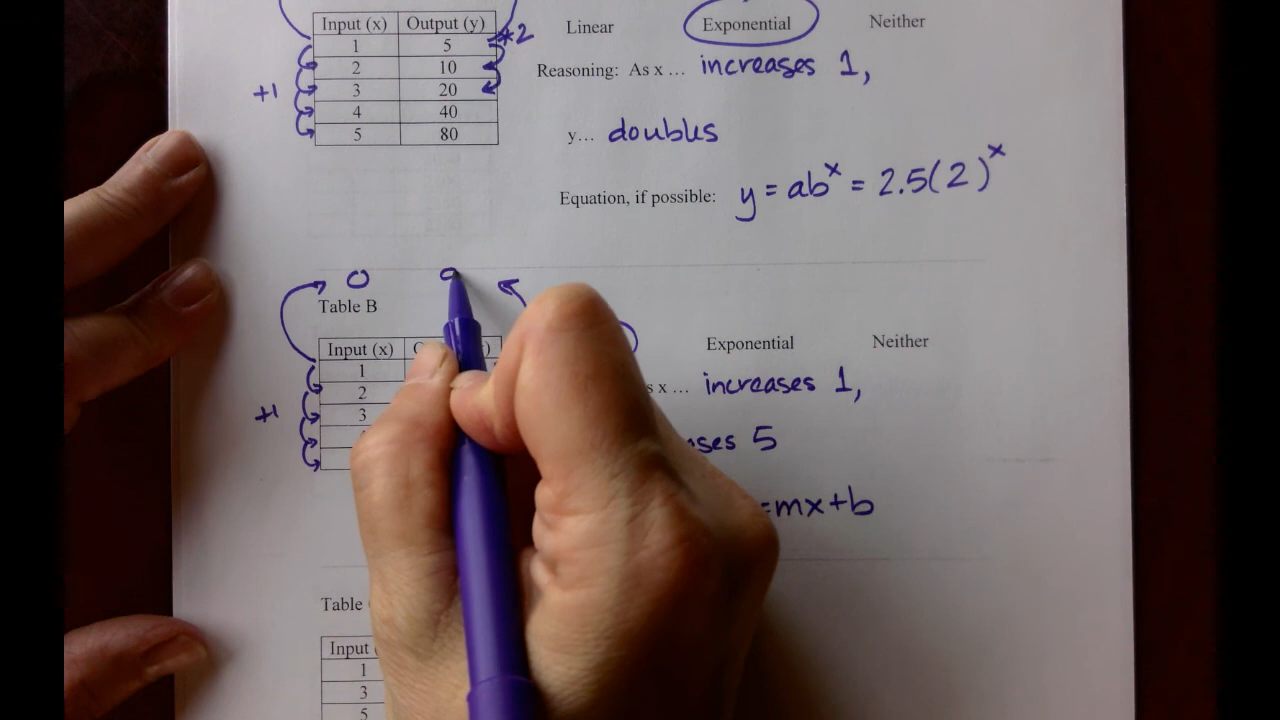 Input (x) Output (y) *2 Linear Exponential Neither
1 5
2 10 Reasoning: As x ... increases 1,
+1 3 20
4 40
5 80 y... doubles
Equation, if possible: y = ab^x = 2.5(2)^x
0
Table B
Input (x) Exponential Neither
1
2 x ... increases 1,
+1 3
5
=mx+b
Table
Input
1
3
5